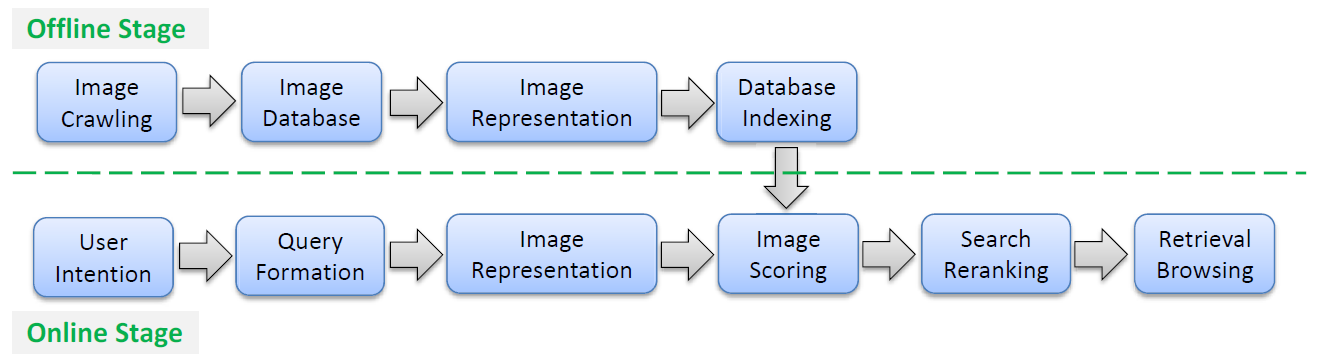 Offline Stage
Image
Crawling
Image
Database
Image
Representation
Database
Indexing
User
Intention
Query
Formation
Image
Representation
Image
Scoring
Search
Reranking
Retrieval
Browsing
Online Stage